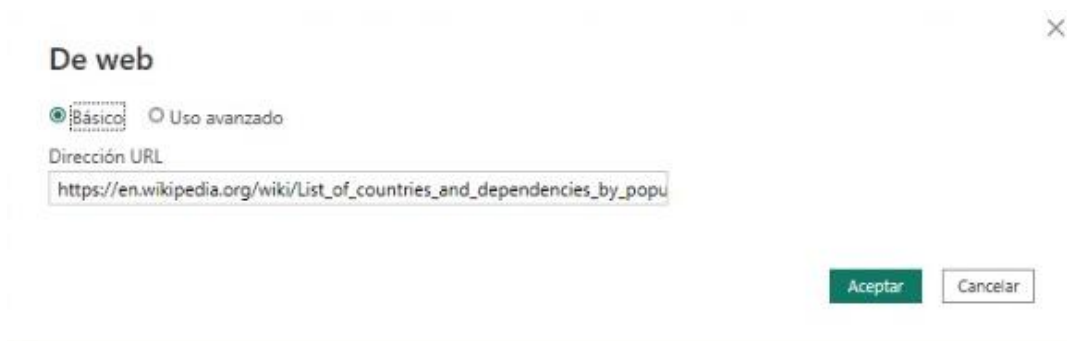 De web
Básico Uso avanzado
Dirección URL
https://en.wikipedia.org/wiki/List_of_countries_and_dependencies_by_popu
Aceptar Cancelar